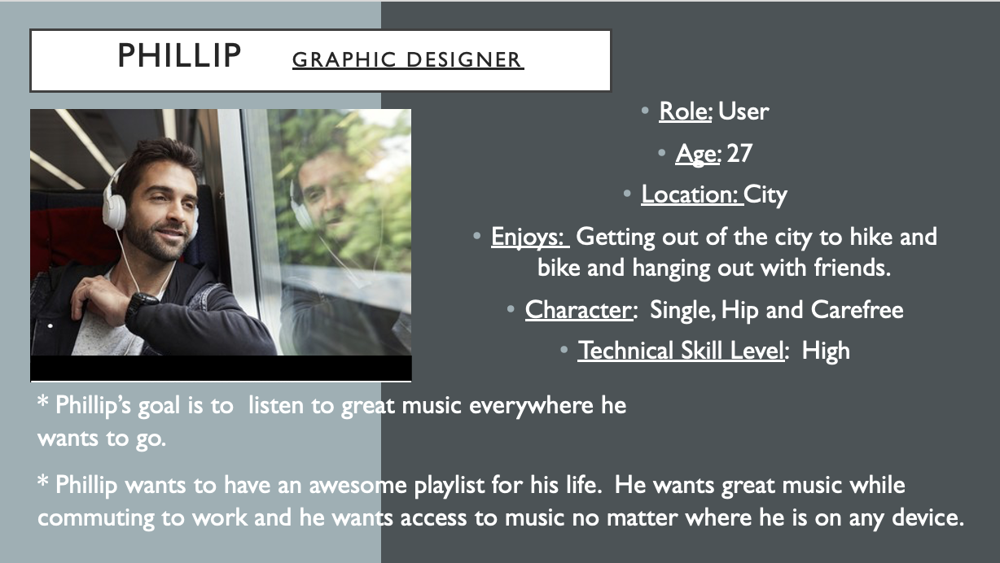 PHILLIP GRAPHIC DESIGNER
• Role: User
• Age: 27
• Location: City
• Enjoys: Getting out of the city to hike and
bike and hanging out with friends.
• Character: Single, Hip and Carefree
• Technical Skill Level: High
* Phillip’s goal is to listen to great music everywhere he
wants to go.
* Phillip wants to have an awesome playlist for his life. He wants great music while
commuting to work and he wants access to music no matter where he is on any device.